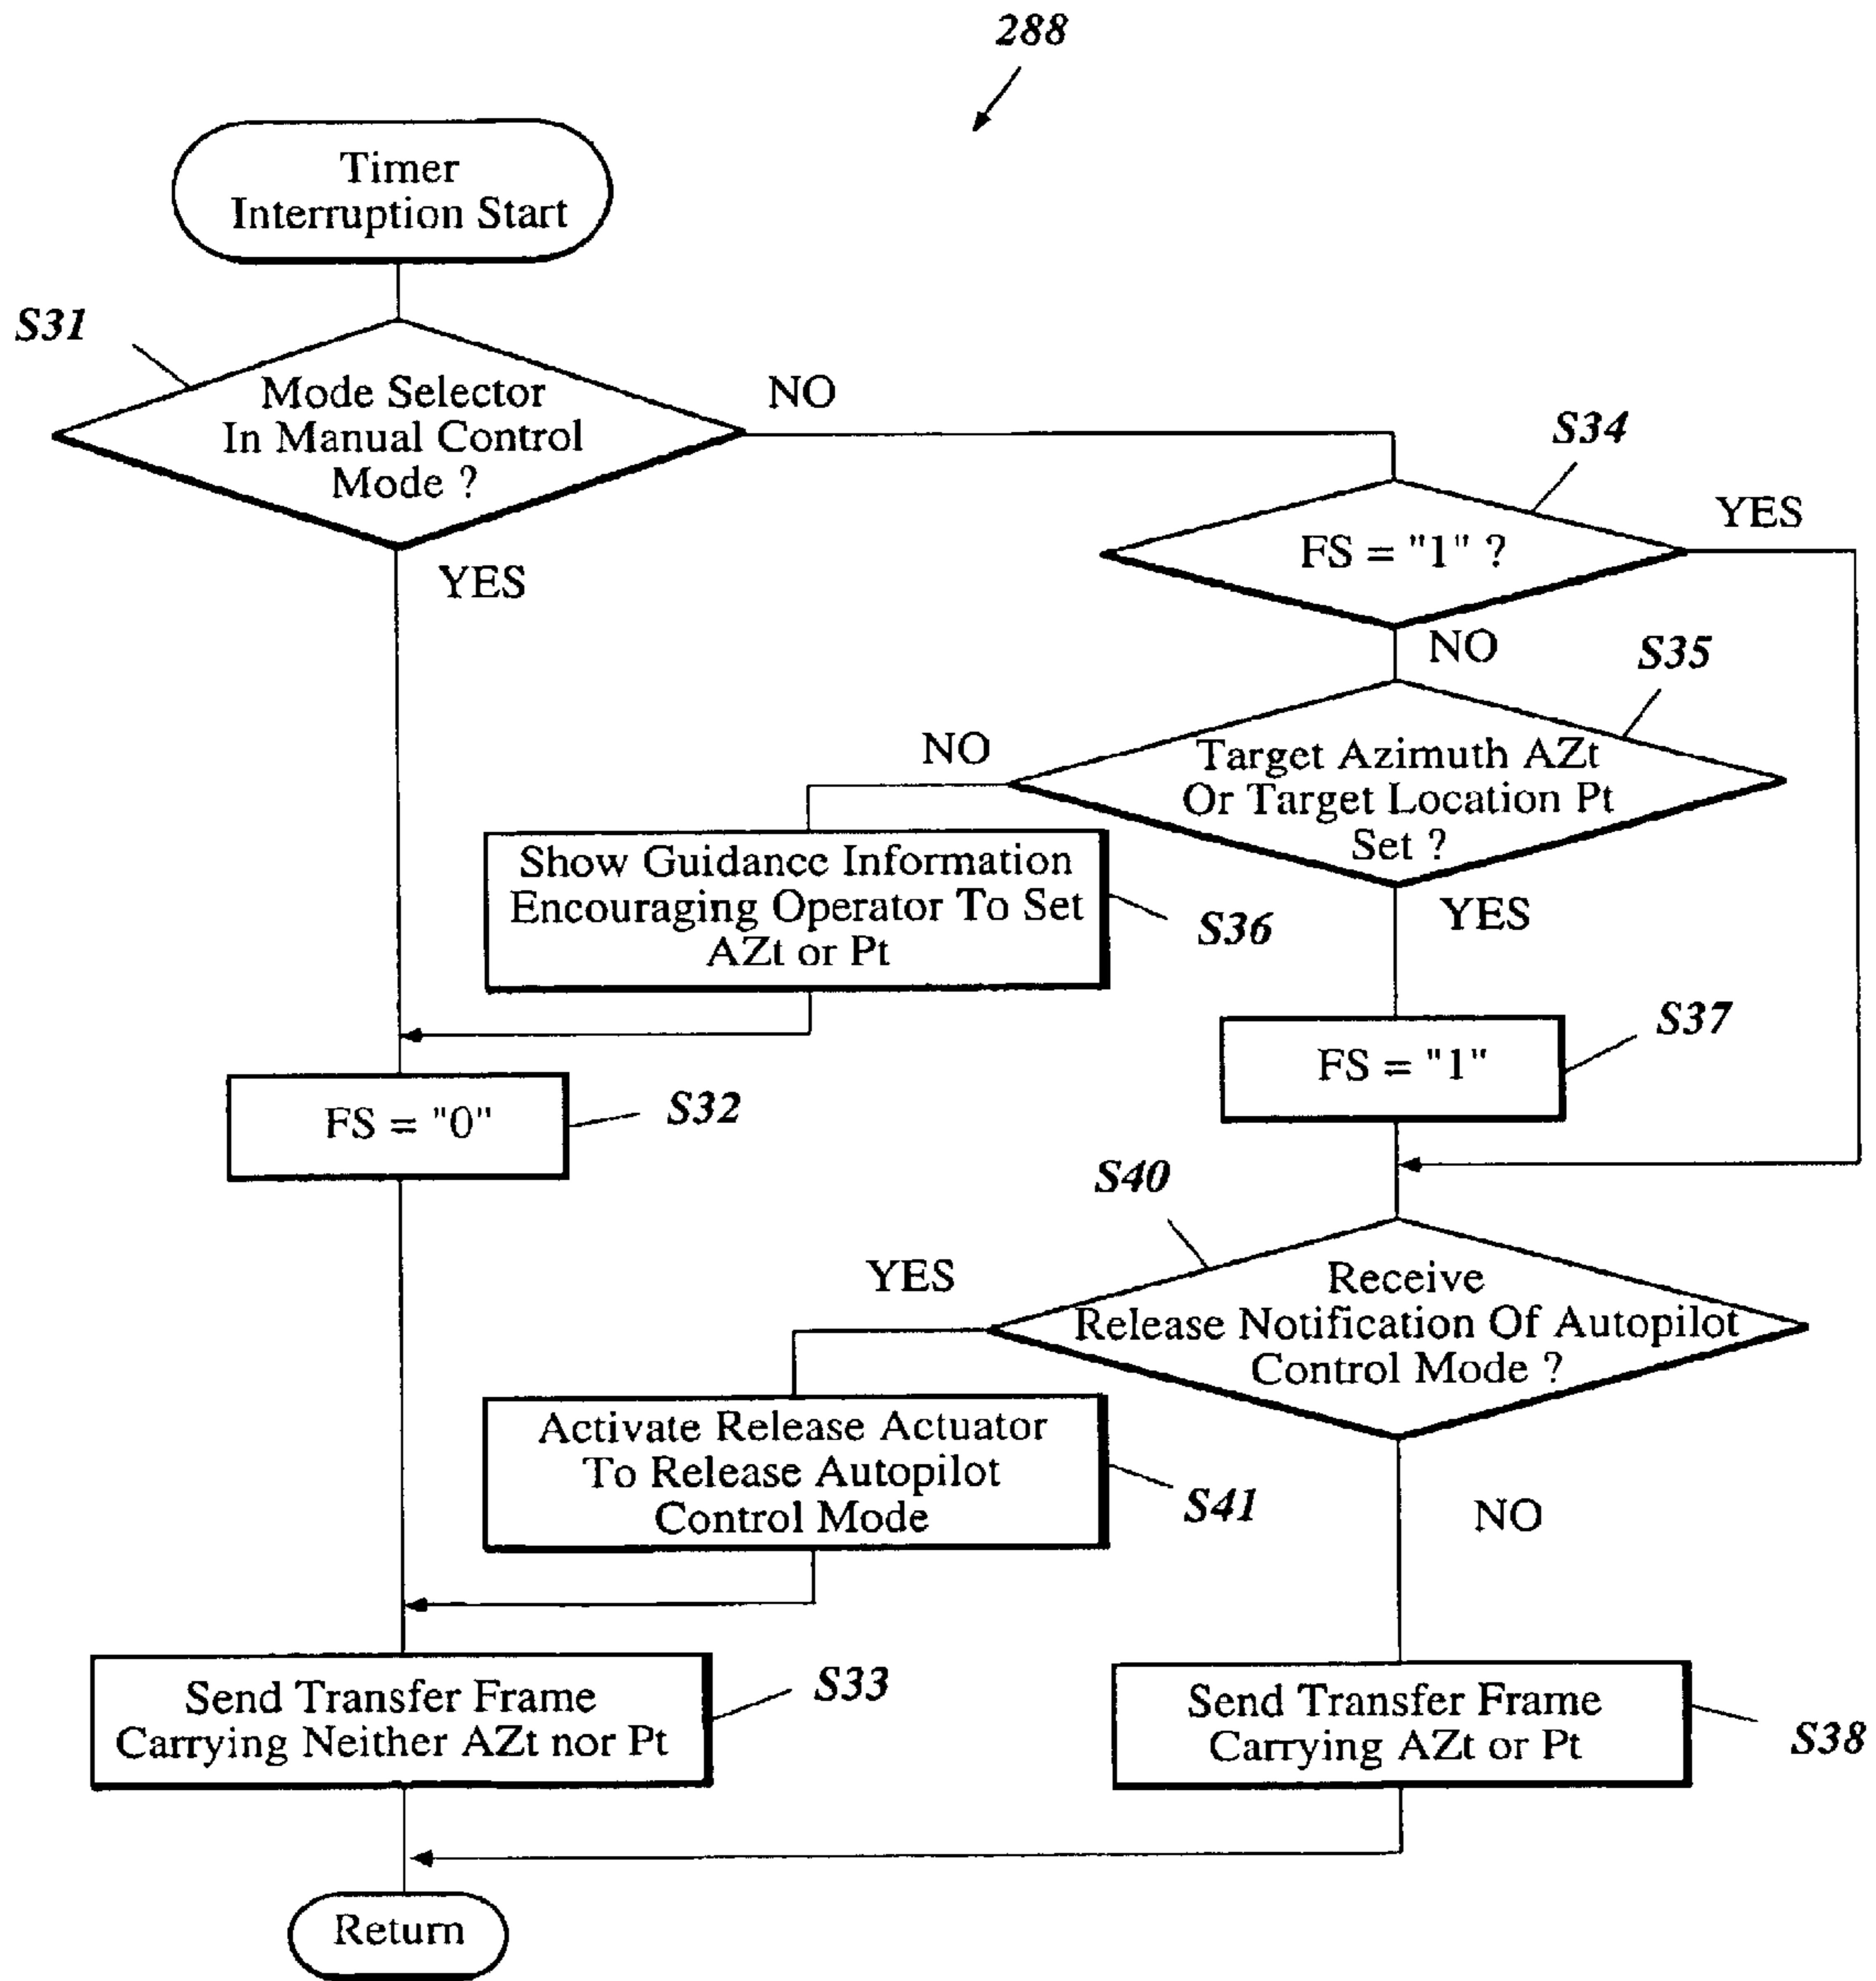 288
Timer
Interruption Start
S31
Mode Selector
In Manual Control
Mode ?
NO
YES
S34
FS = "1" ?
YES
NO
S35
Target Azimuth AZt
Or Target Location Pt
Set ?
NO
YES
Show Guidance Information
Encouraging Operator To Set
AZt or Pt
S36
S37
FS = "1"
FS = "0"
S32
S40
Receive
Release Notification Of Autopilot
Control Mode ?
YES
NO
Activate Release Actuator
To Release Autopilot
Control Mode
S41
Send Transfer Frame
Carrying Neither AZt nor Pt
S33
Send Transfer Frame
Carrying AZt or Pt
S38
Return